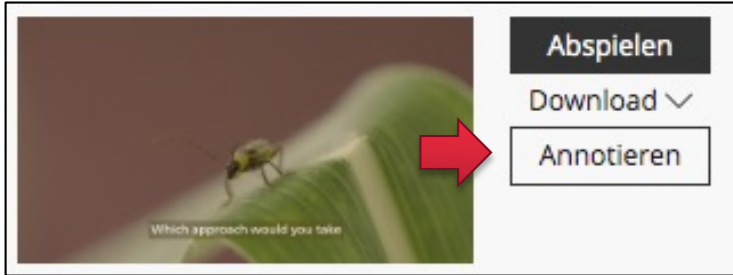 Abspielen
Download
Annotieren
Which approach would you take